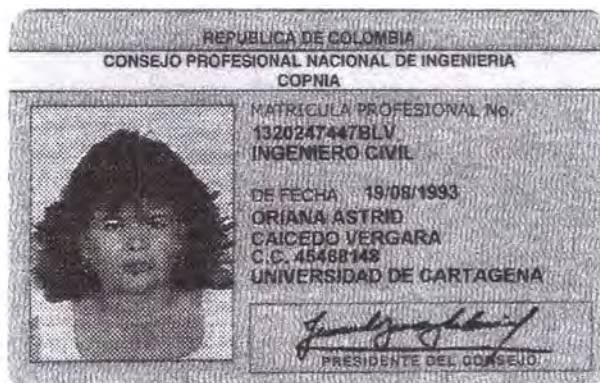 REPUBLICA DE COLOMBIA
CONSEJO PROFESIONAL NACIONAL DE INGENIERIA
COPNIA
MATRICULA PROFESIONAL No.
1320247447BLV
INGENIERO CIVIL
DE FECHA 19/08/1993
ORIANA ASTRID
CAICEDO VERGARA
C.C. 45468148
UNIVERSIDAD DE CARTAGENA
PRESIDENTE DEL CONSEJO